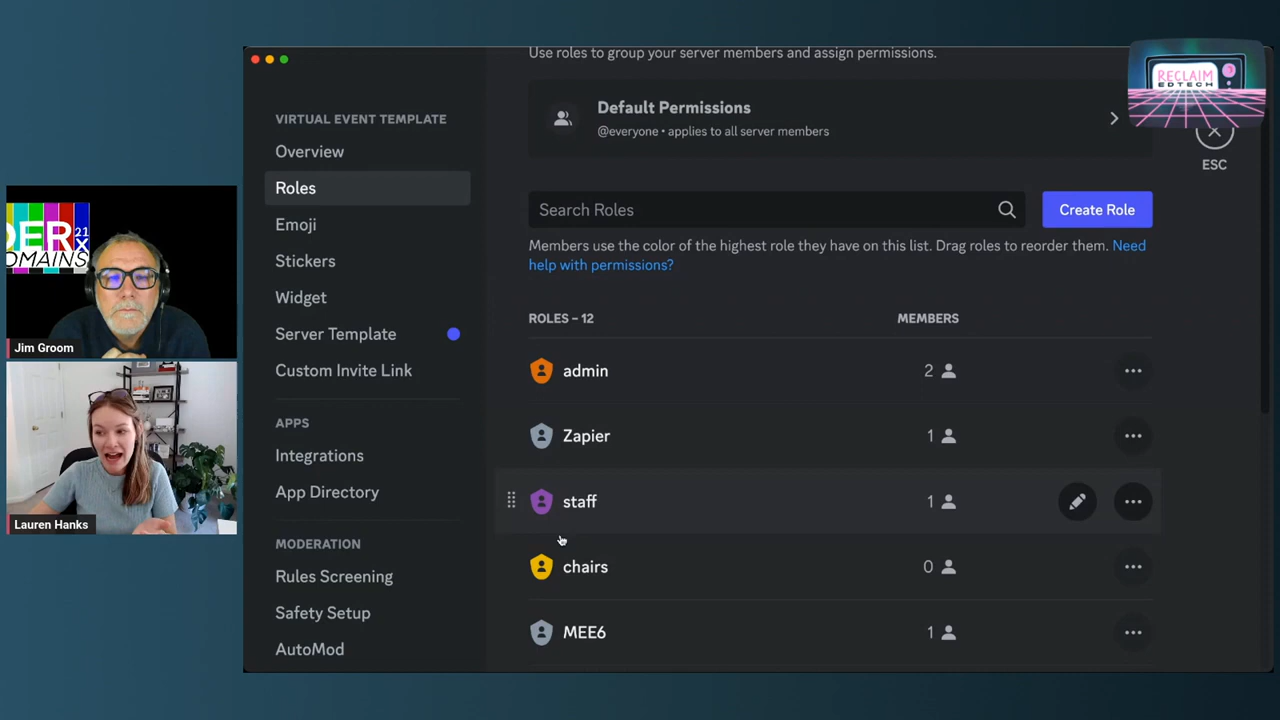 Use roles to group your server members and assign permissions.
RECLAIM
EDTECH
Default Permissions
@everyone • applies to all server members
ESC
VIRTUAL EVENT TEMPLATE
Overview
Roles
Emoji
Stickers
Widget
Server Template
Custom Invite Link
APPS
Integrations
App Directory
MODERATION
Rules Screening
Safety Setup
AutoMod
Search Roles
Create Role
Members use the color of the highest role they have on this list. Drag roles to reorder them. Need
help with permissions?
ROLES – 12 MEMBERS
admin 2
Zapier 1
staff 1
chairs 0
MEE6 1
DER 21
X
OMAINS
Jim Groom
Lauren Hanks